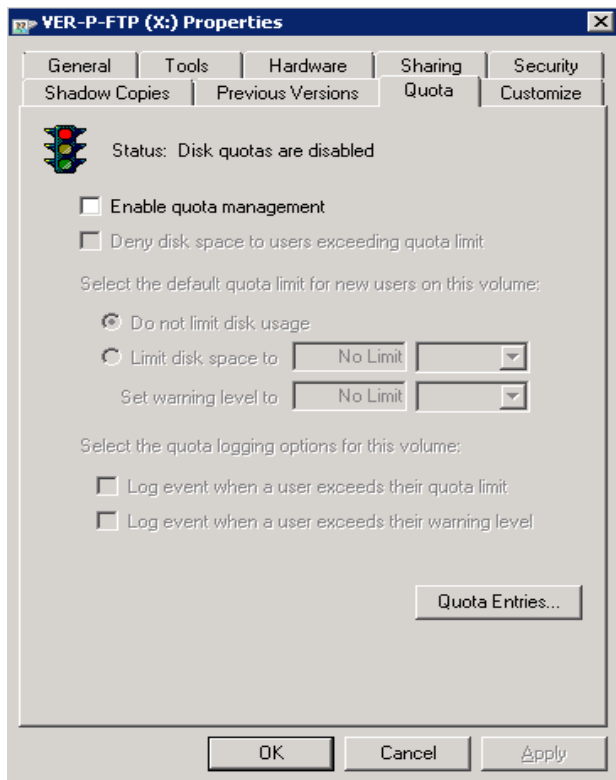 VER-P-FTP (X:) Properties
General Tools Hardware Sharing Security
Shadow Copies Previous Versions Quota Customize
Status: Disk quotas are disabled
Enable quota management
Deny disk space to users exceeding quota limit
Select the default quota limit for new users on this volume:
Do not limit disk usage
Limit disk space to No Limit
Set warning level to No Limit
Select the quota logging options for this volume:
Log event when a user exceeds their quota limit
Log event when a user exceeds their warning level
Quota Entries...
OK Cancel Apply